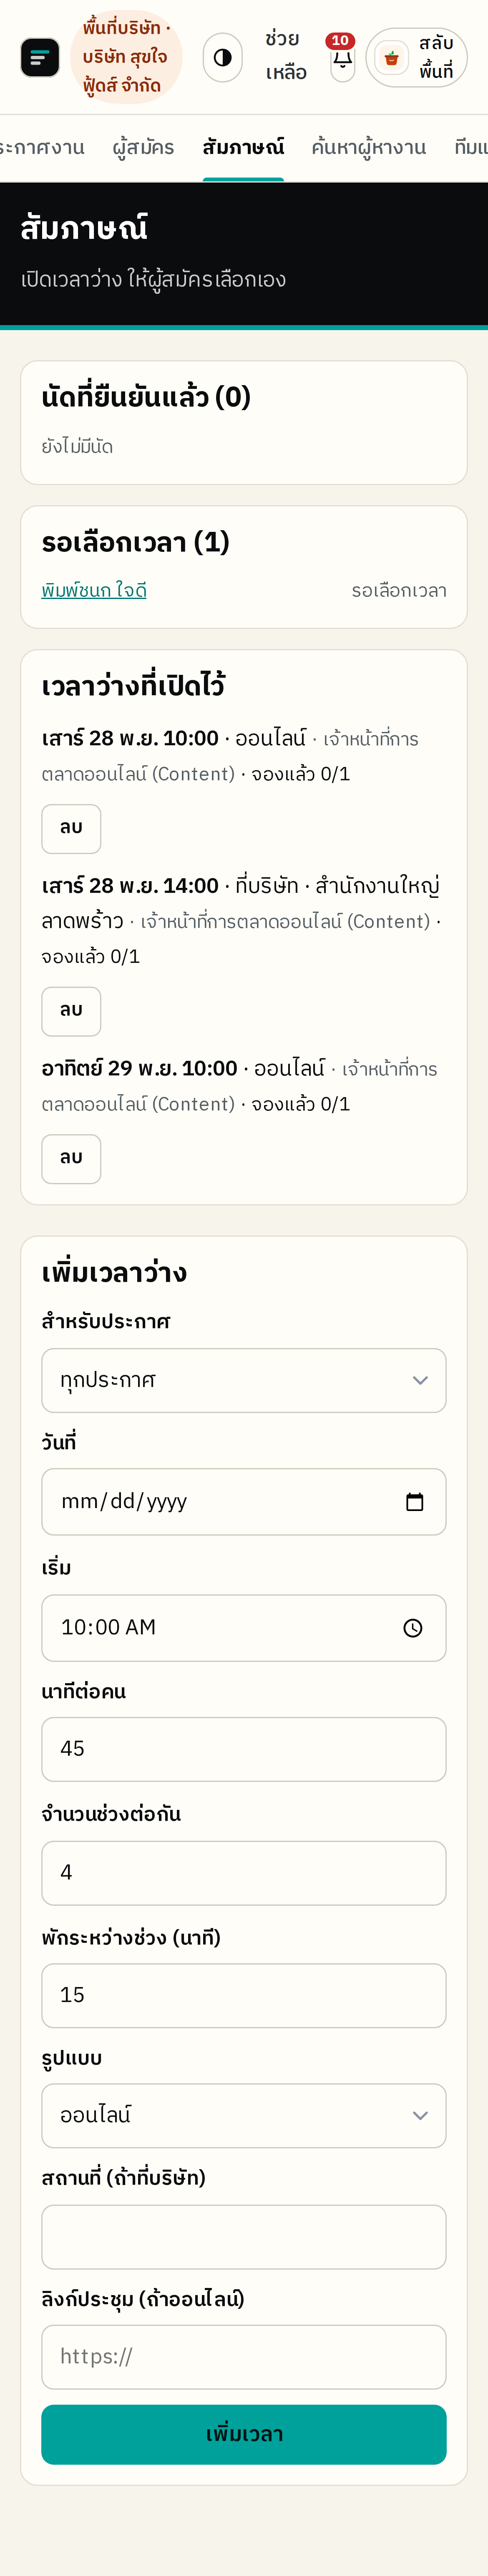 พื้นที่บริษัท ·
บริษัท สุขใจ
ฟู้ดส์ จำกัด
ช่วย
เหลือ
10
สลับ
พื้นที่
ระกาศงาน ผู้สมัคร สัมภาษณ์ ค้นหาผู้หางาน
สัมภาษณ์
เปิดเวลาว่าง ให้ผู้สมัครเลือกเอง
นัดที่ยืนยันแล้ว (0)
ยังไม่มีนัด
รอเลือกเวลา (1)
พิมพ์ชนก ใจดี รอเลือกเวลา
เวลาว่างที่เปิดไว้
เสาร์ 28 พ.ย. 10:00 · ออนไลน์ · เจ้าหน้าที่การ
ตลาดออนไลน์ (Content) · จองแล้ว 0/1
ลบ
เสาร์ 28 พ.ย. 14:00 · ที่บริษัท · สำนักงานใหญ่
ลาดพร้าว · เจ้าหน้าที่การตลาดออนไลน์ (Content) ·
จองแล้ว 0/1
ลบ
อาทิตย์ 29 พ.ย. 10:00 · ออนไลน์ · เจ้าหน้าที่การ
ตลาดออนไลน์ (Content) · จองแล้ว 0/1
ลบ
เพิ่มเวลาว่าง
สำหรับประกาศ
ทุกประกาศ
วันที่
mm/dd/yyyy
เริ่ม
10:00 AM
นาทีต่อคน
45
จำนวนช่วงต่อกัน
4
พักระหว่างช่วง (นาที)
15
รูปแบบ
ออนไลน์
สถานที่ (ถ้าที่บริษัท)
ลิงก์ประชุม (ถ้าออนไลน์)
https://
เพิ่มเวลา